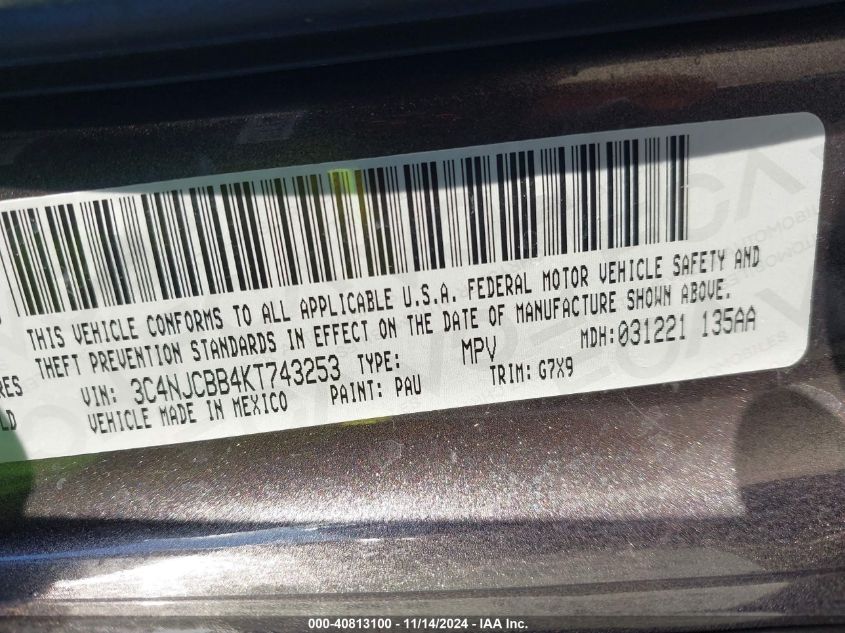 THIS VEHICLE CONFORMS TO ALL APPLICABLE U.S.A. FEDERAL MOTOR VEHICLE SAFETY AND
THEFT PREVENTION STANDARDS IN EFFECT ON THE DATE OF MANUFACTURE SHOWN ABOVE.
RES VIN: 3C4NJCBB4KT743253 TYPE: MPV MDH: 031221 135AA
LD VEHICLE MADE IN MEXICO PAINT: PAU TRIM: G7X9
000-40813100 - 11/14/2024 - IAA Inc.